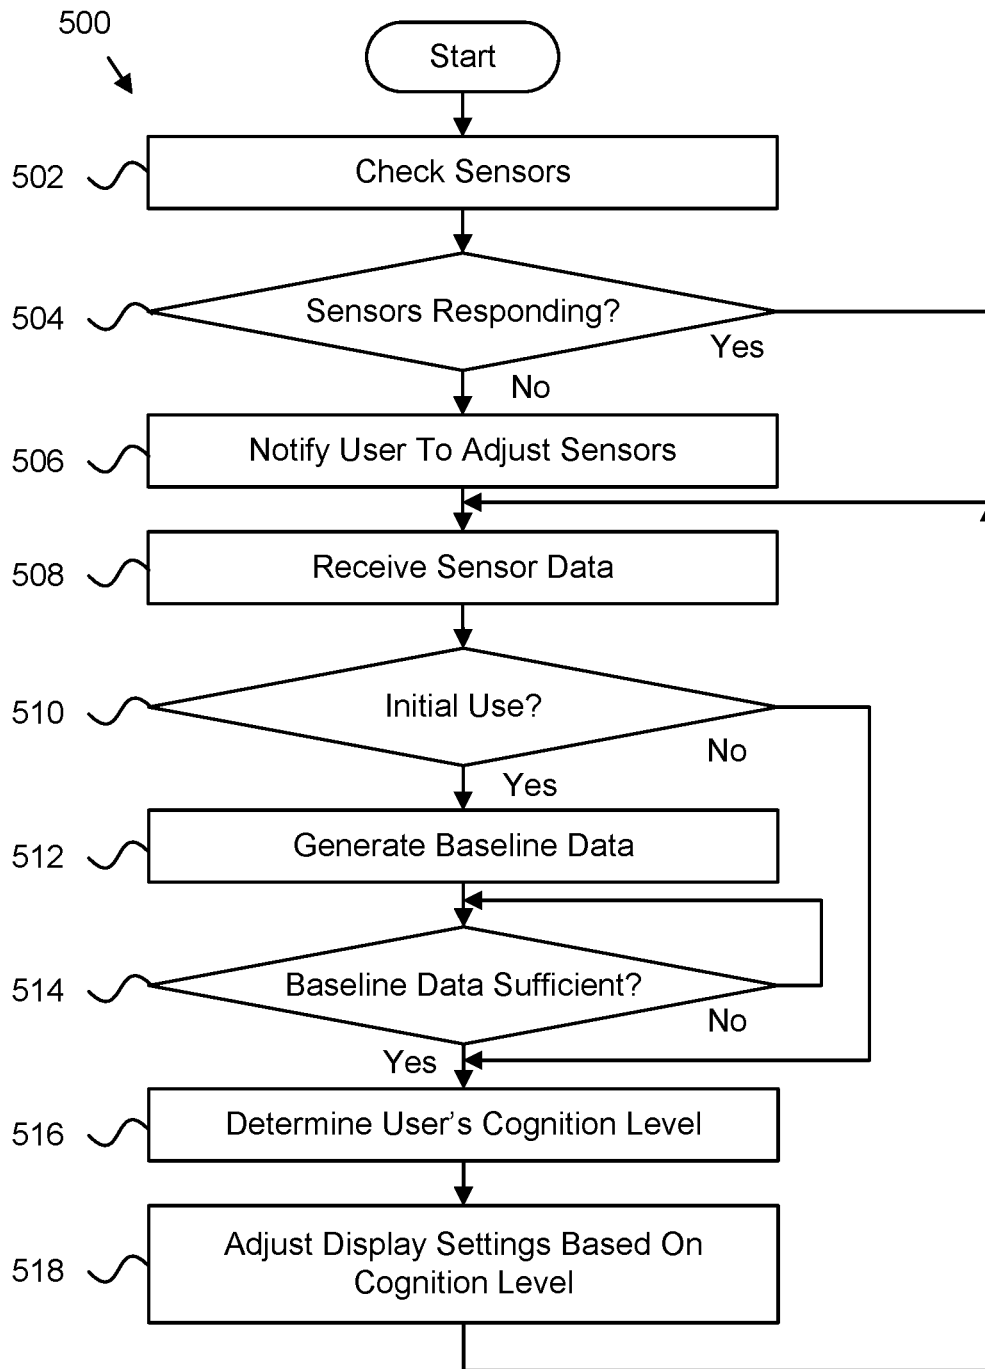 500
Start
502
Check Sensors
504
Sensors Responding?
Yes
No
506
Notify User To Adjust Sensors
508
Receive Sensor Data
510
Initial Use?
No
Yes
512
Generate Baseline Data
514
Baseline Data Sufficient?
No
Yes
516
Determine User's Cognition Level
518
Adjust Display Settings Based On
Cognition Level